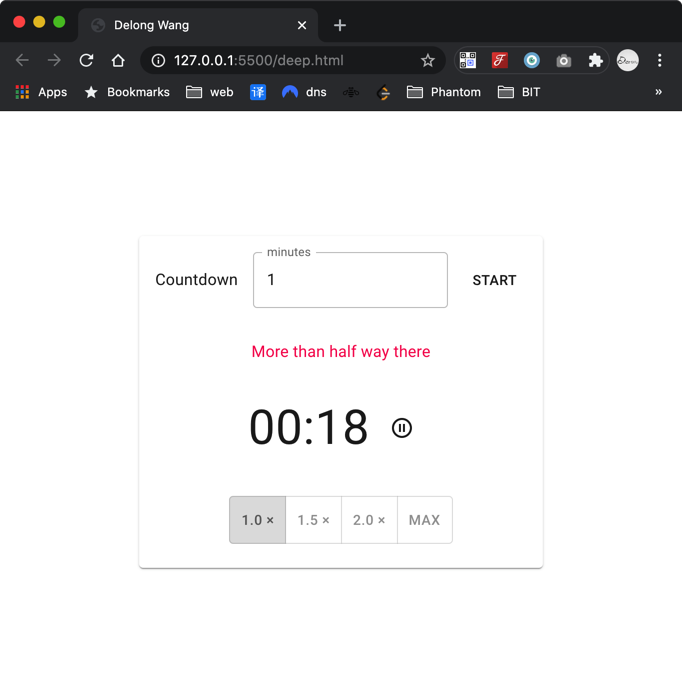 Delong Wang
127.0.0.1:5500/deep.html
Apps
Bookmarks
web
译
dns
Phantom
BIT
»
minutes
Countdown
1
START
More than half way there
00:18
1.0 ×
1.5 ×
2.0 ×
MAX